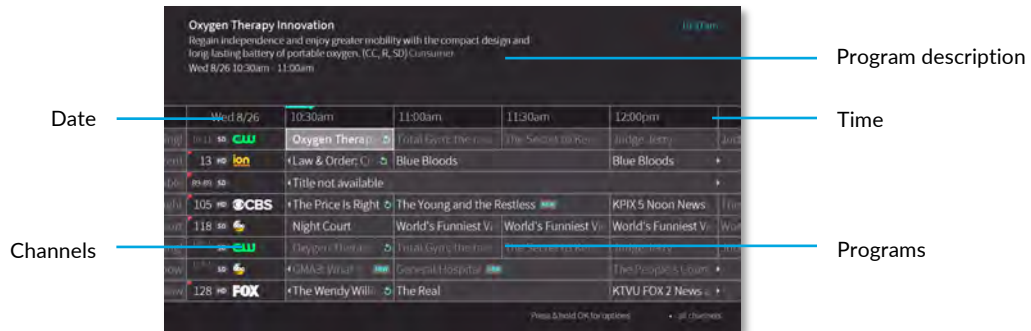 Oxygen Therapy Innovation
Regain independence and enjoy greater mobility with the compact design and
long lasting battery of portable oxygen. (CC, R, SD) Consumer
Wed 8/26 10:30am - 11:00am
Program description
Date
Wed 8/26 10:30am 11:00am 11:30am 12:00pm
Time
SD CW Oxygen Therap Total Gym: the The Secret to Judge Jerry
13 HD ion Law & Order: C Blue Bloods Blue Bloods
SD Title not available
105 HD CBS The Price Is Right The Young and the Restless NEW KPIX 5 Noon News
118 SD Night Court World's Funniest V World's Funniest V World's Funniest V
Channels
CW Oxygen Therap Total Gym: the The Secret to Judge Jerry
Programs
SD GMA3: What NEW General Hospital NEW The People's Court
128 HD FOX The Wendy Will The Real KTVU FOX 2 News
Press & hold OK for options all channels